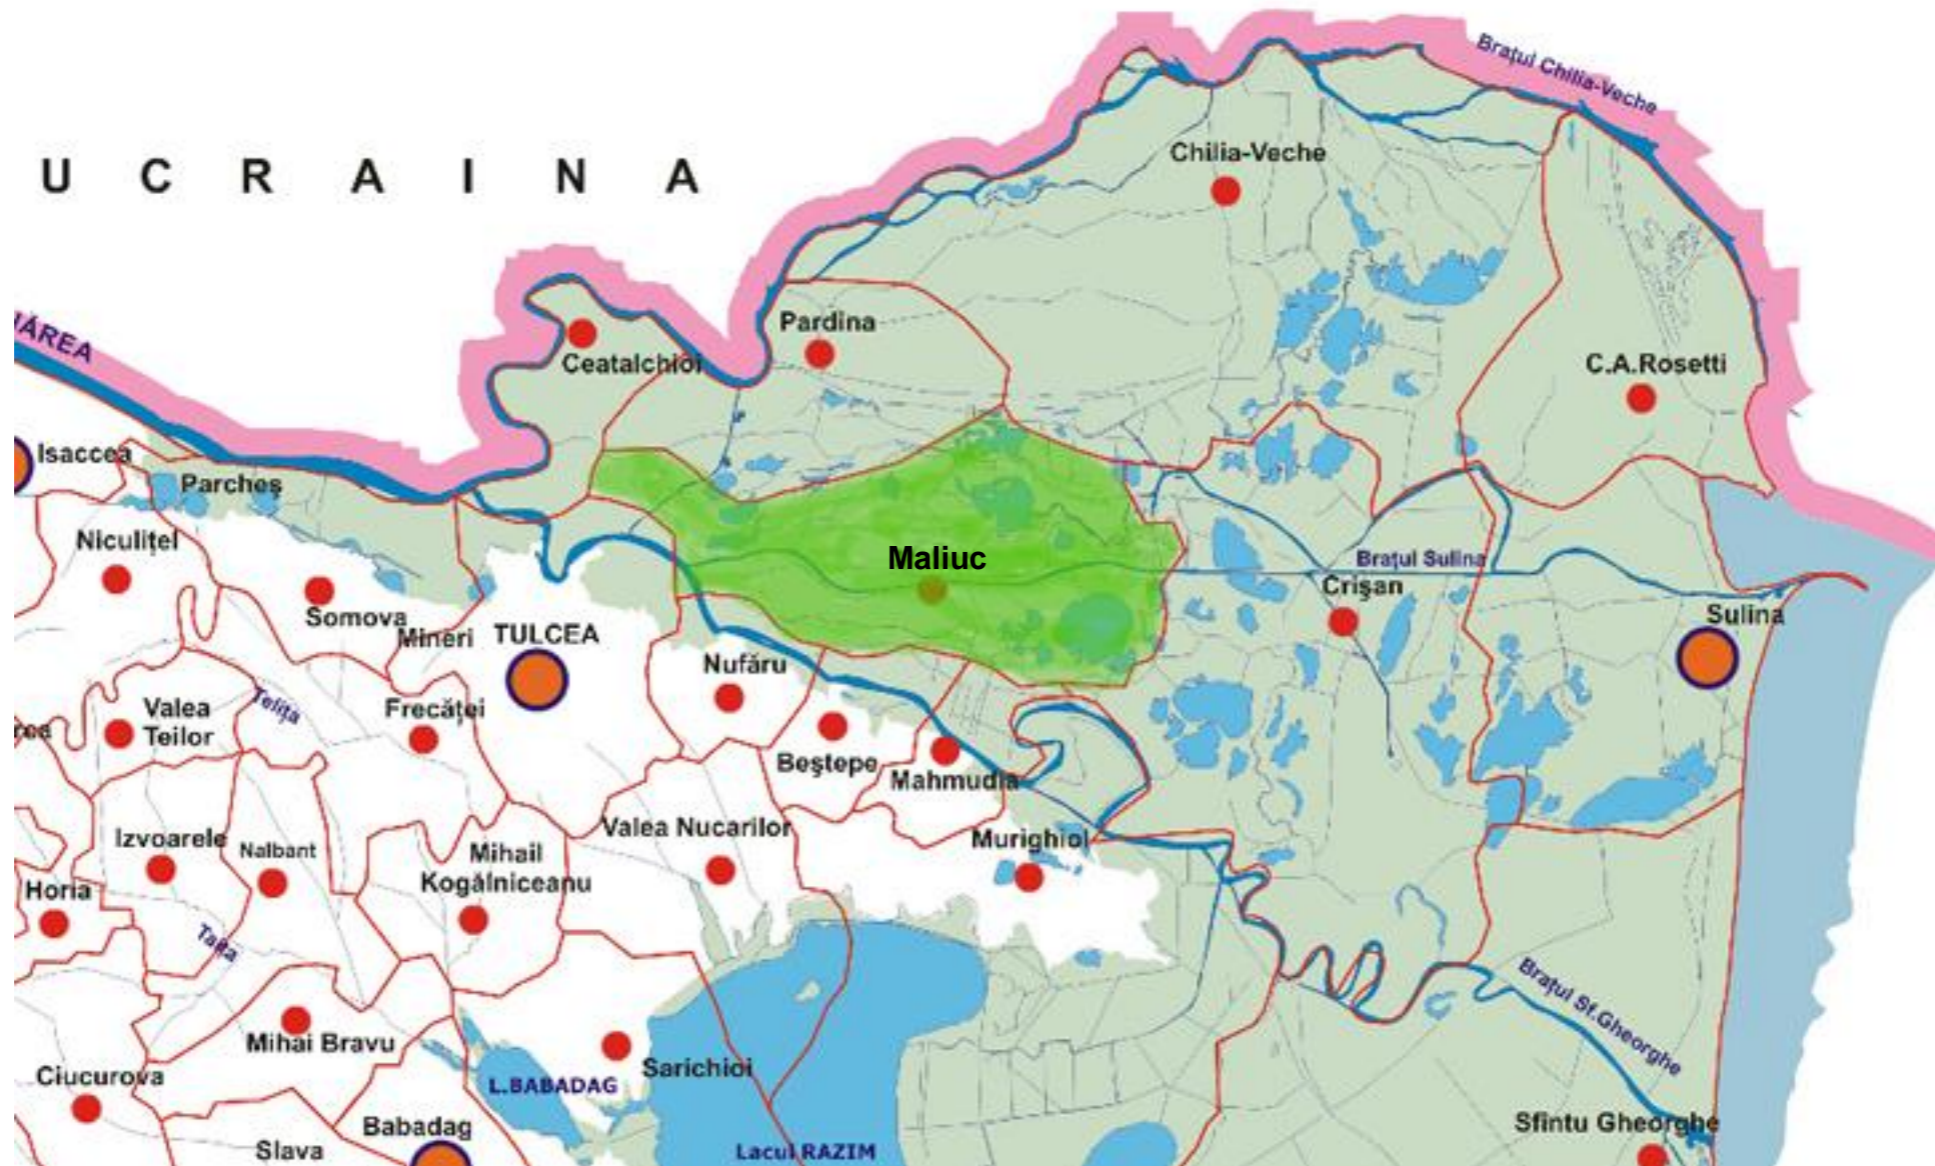 Brațul Chilia-Veche
U C R A I N A
Chilia-Veche
Pardina
Ceatalchioi
C.A.Rosetti
Isaccea
Parcheș
Niculițel
Maliuc
Brațul Sulina
Crișan
Somova
Mineri
TULCEA
Sulina
Nufăru
Telița
Frecăței
Valea
Teilor
Beștepe
Mahmudia
Izvoarele
Nalbant
Valea Nucarilor
Murighiol
Mihail
Kogălniceanu
Horia
Taița
Brațul Sf.Gheorghe
Mihai Bravu
Sarichioi
Ciucurova
L.BABADAG
Babadag
Sfintu Gheorghe
Slava
Lacul RAZIM